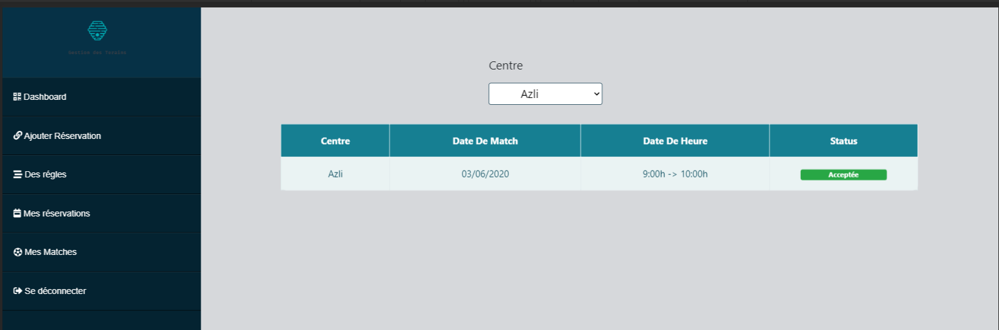 Gestion des Terains
Dashboard
Ajouter Réservation
Des régles
Mes réservations
Mes Matches
Se déconnecter
Centre
Azli
Centre Date De Match Date De Heure Status
Azli 03/06/2020 9:00h -> 10:00h Acceptée